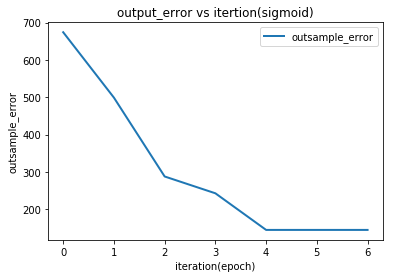 output_error vs itertion(sigmoid)
outsample_error
700
600
500
400
300
200
outsample_error
0 1 2 3 4 5 6
iteration(epoch)